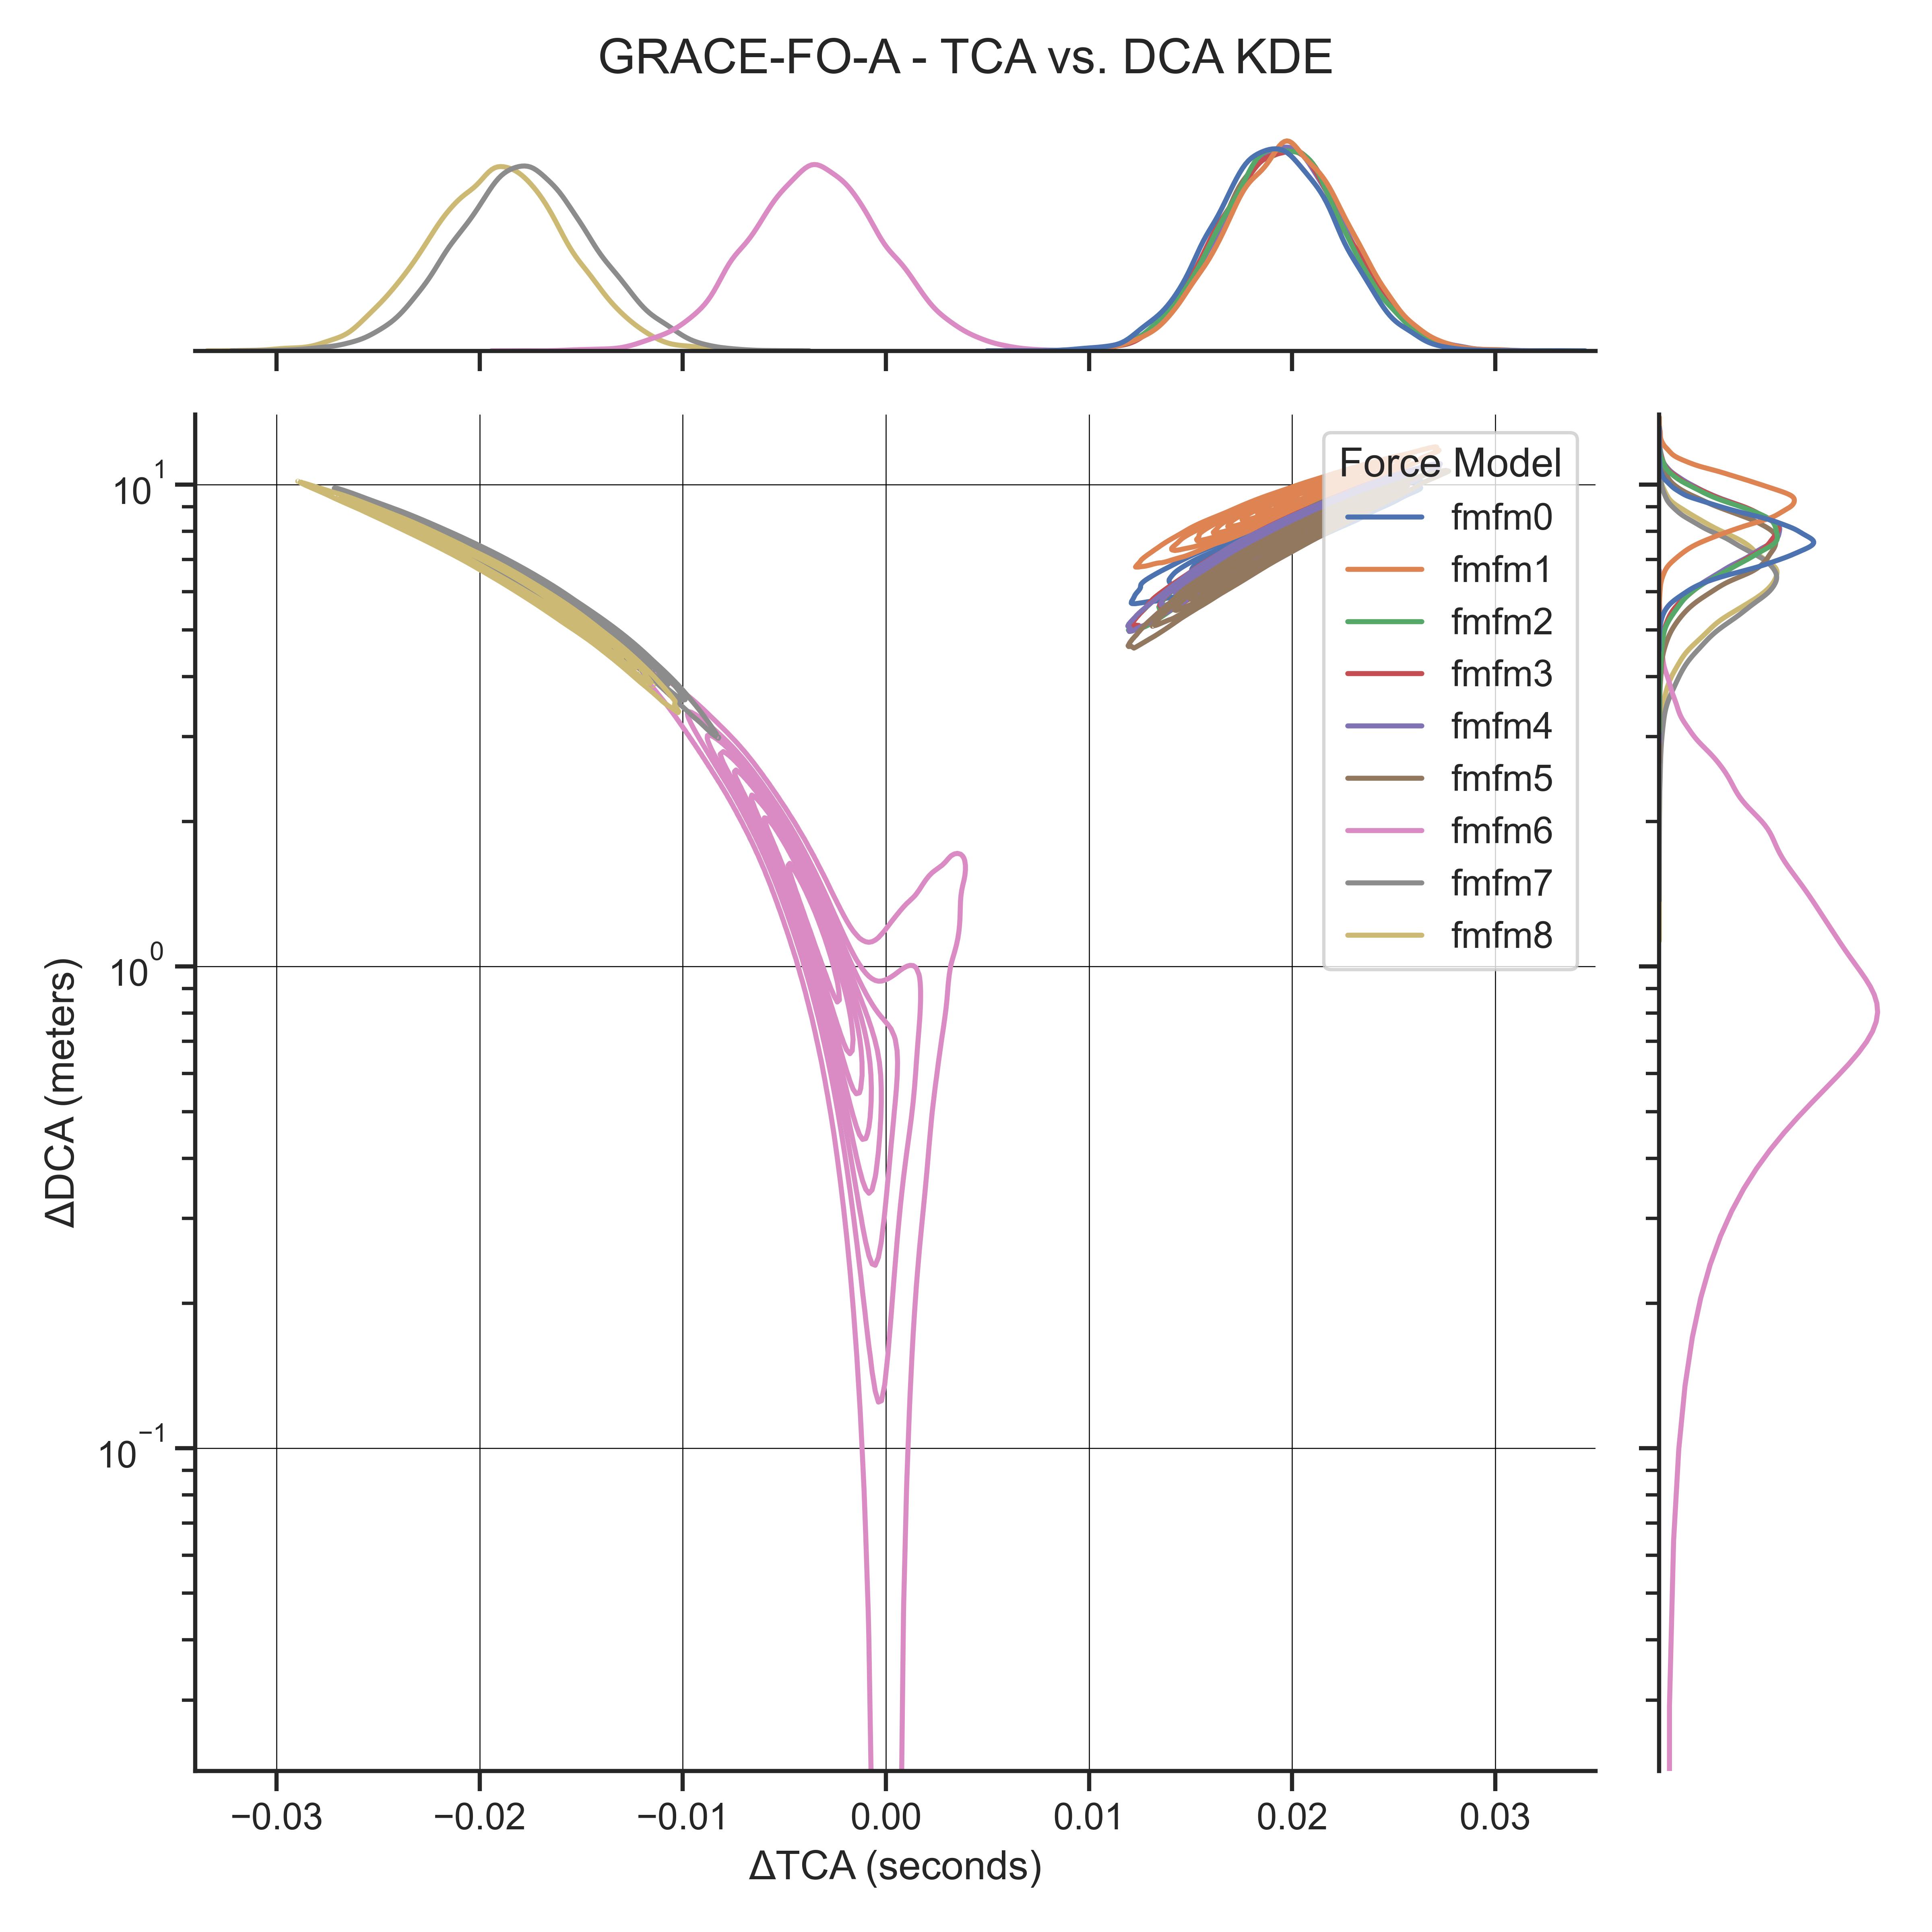 GRACE-FO-A - TCA vs. DCA KDE
Force Model
fmfm0
fmfm1
fmfm2
fmfm3
fmfm4
fmfm5
fmfm6
fmfm7
fmfm8
10^1
10^0
10^−1
ΔDCA (meters)
−0.03 −0.02 −0.01 0.00 0.01 0.02 0.03
ΔTCA (seconds)